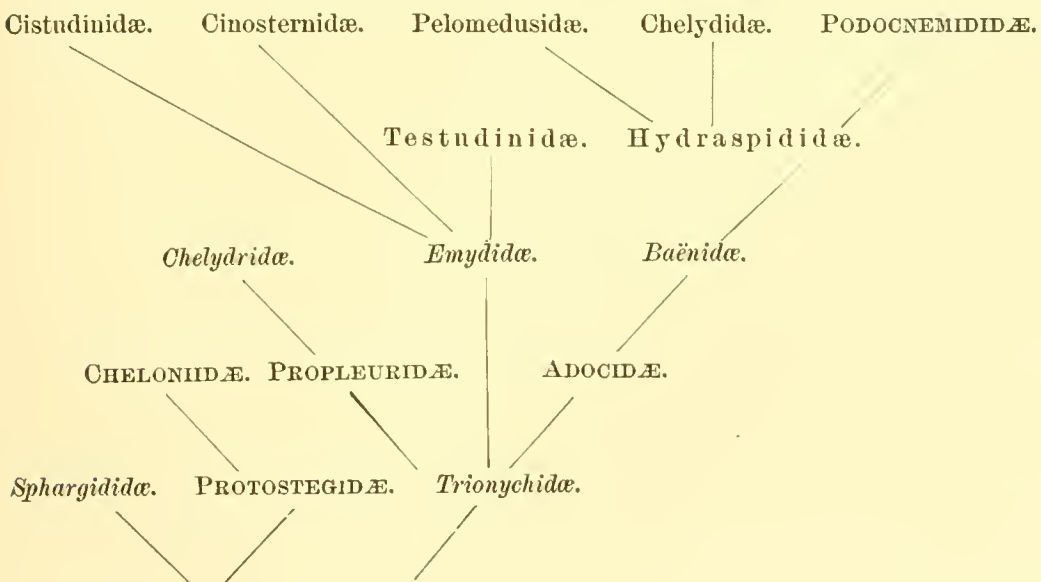 Cistudinidæ. Cinosternidæ. Pelomedusidæ. Chelydidæ. PODOCNEMIDIDÆ.
Testudinidæ. Hydraspididæ.
Chelydridæ. Emydidæ. Baënidæ.
CHELONIIDÆ. PROPLEURIDÆ. ADOCIDÆ.
Sphargididæ. PROTOSTEGIDÆ. Trionychidæ.